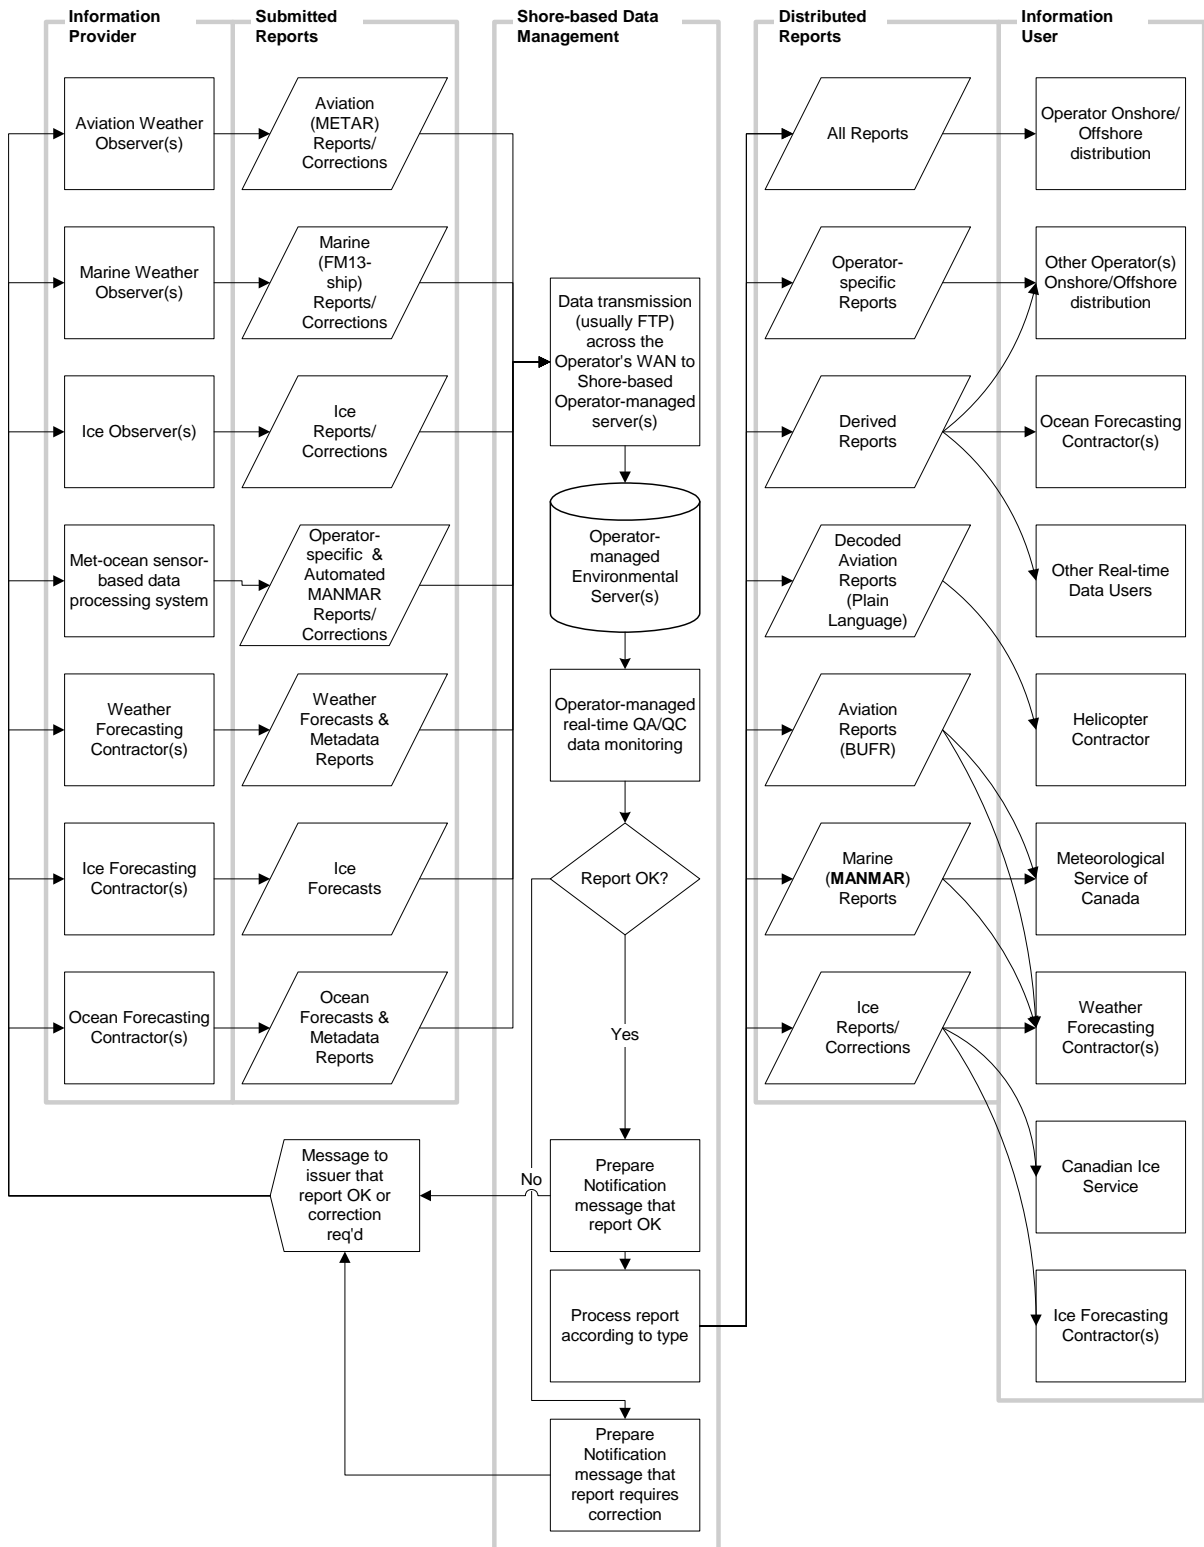 Information
Provider
Submitted
Reports
Shore-based Data
Management
Distributed
Reports
Information
User
Aviation Weather
Observer(s)
Aviation
(METAR)
Reports/
Corrections
All Reports
Operator Onshore/
Offshore
distribution
Marine Weather
Observer(s)
Marine
(FM13-
ship)
Reports/
Corrections
Data transmission
(usually FTP)
across the
Operator's WAN to
Shore-based
Operator-managed
server(s)
Operator-
specific
Reports
Other Operator(s)
Onshore/Offshore
distribution
Ice Observer(s)
Ice
Reports/
Corrections
Derived
Reports
Ocean Forecasting
Contractor(s)
Met-ocean sensor-
based data
processing system
Operator-
specific &
Automated
MANMAR
Reports/
Corrections
Operator-
managed
Environmental
Server(s)
Decoded
Aviation
Reports
(Plain
Language)
Other Real-time
Data Users
Weather
Forecasting
Contractor(s)
Weather
Forecasts &
Metadata
Reports
Operator-managed
real-time QA/QC
data monitoring
Aviation
Reports
(BUFR)
Helicopter
Contractor
Ice Forecasting
Contractor(s)
Ice
Forecasts
Report OK?
Marine
(MANMAR)
Reports
Meteorological
Service of
Canada
Ocean Forecasting
Contractor(s)
Ocean
Forecasts &
Metadata
Reports
Yes
Ice
Reports/
Corrections
Weather
Forecasting
Contractor(s)
Message to
issuer that
report OK or
correction
req'd
No
Prepare
Notification
message that
report OK
Canadian Ice
Service
Process report
according to type
Ice Forecasting
Contractor(s)
Prepare
Notification
message that
report requires
correction